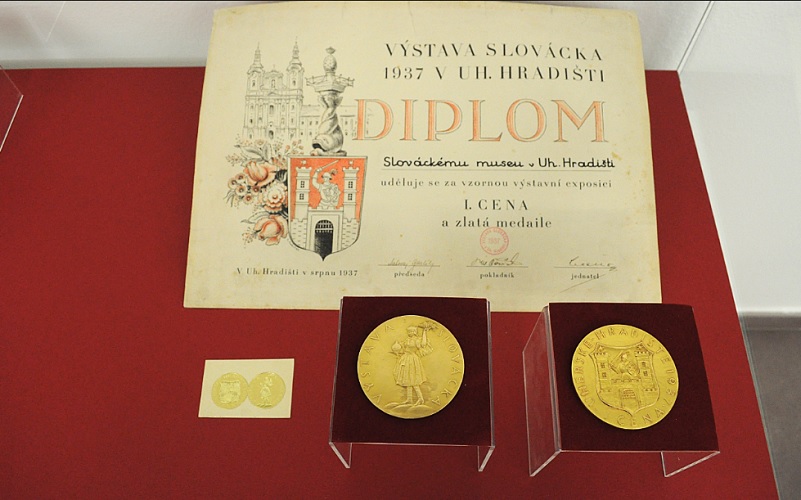 VÝSTAVA SLOVÁCKA
1937 V UH. HRADIŠTI
DIPLOM
Slováckému museu v Uh. Hradišti
uděluje se za vzornou výstavní exposici
I. CENA
a zlatá medaile
V Uh. Hradišti v srpnu 1937
předseda
pokladník
jednatel
VÝSTAVA SLOVÁCKA
CENA